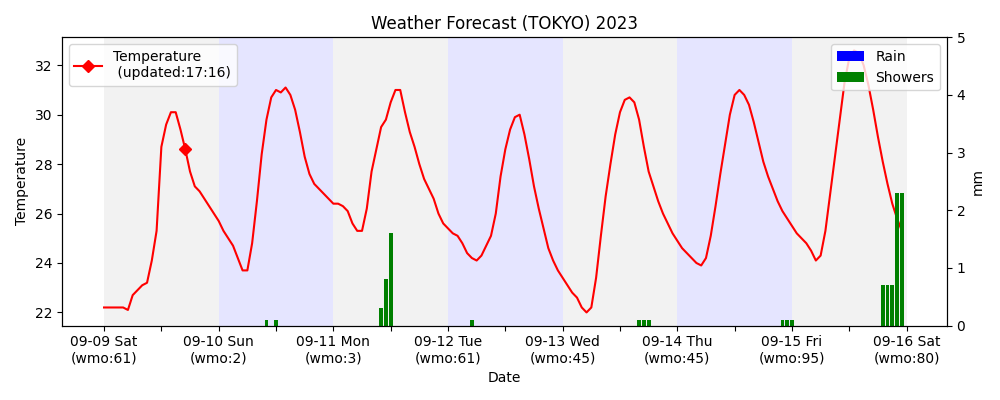 Weather Forecast (TOKYO) 2023
Temperature
(updated:17:16)
Rain
Showers
Temperature
32
30
28
26
24
22
5
4
3
2
1
0
mm
09-09 Sat
(wmo:61)
09-10 Sun
(wmo:2)
09-11 Mon
(wmo:3)
09-12 Tue
(wmo:61)
09-13 Wed
(wmo:45)
09-14 Thu
(wmo:45)
09-15 Fri
(wmo:95)
09-16 Sat
(wmo:80)
Date